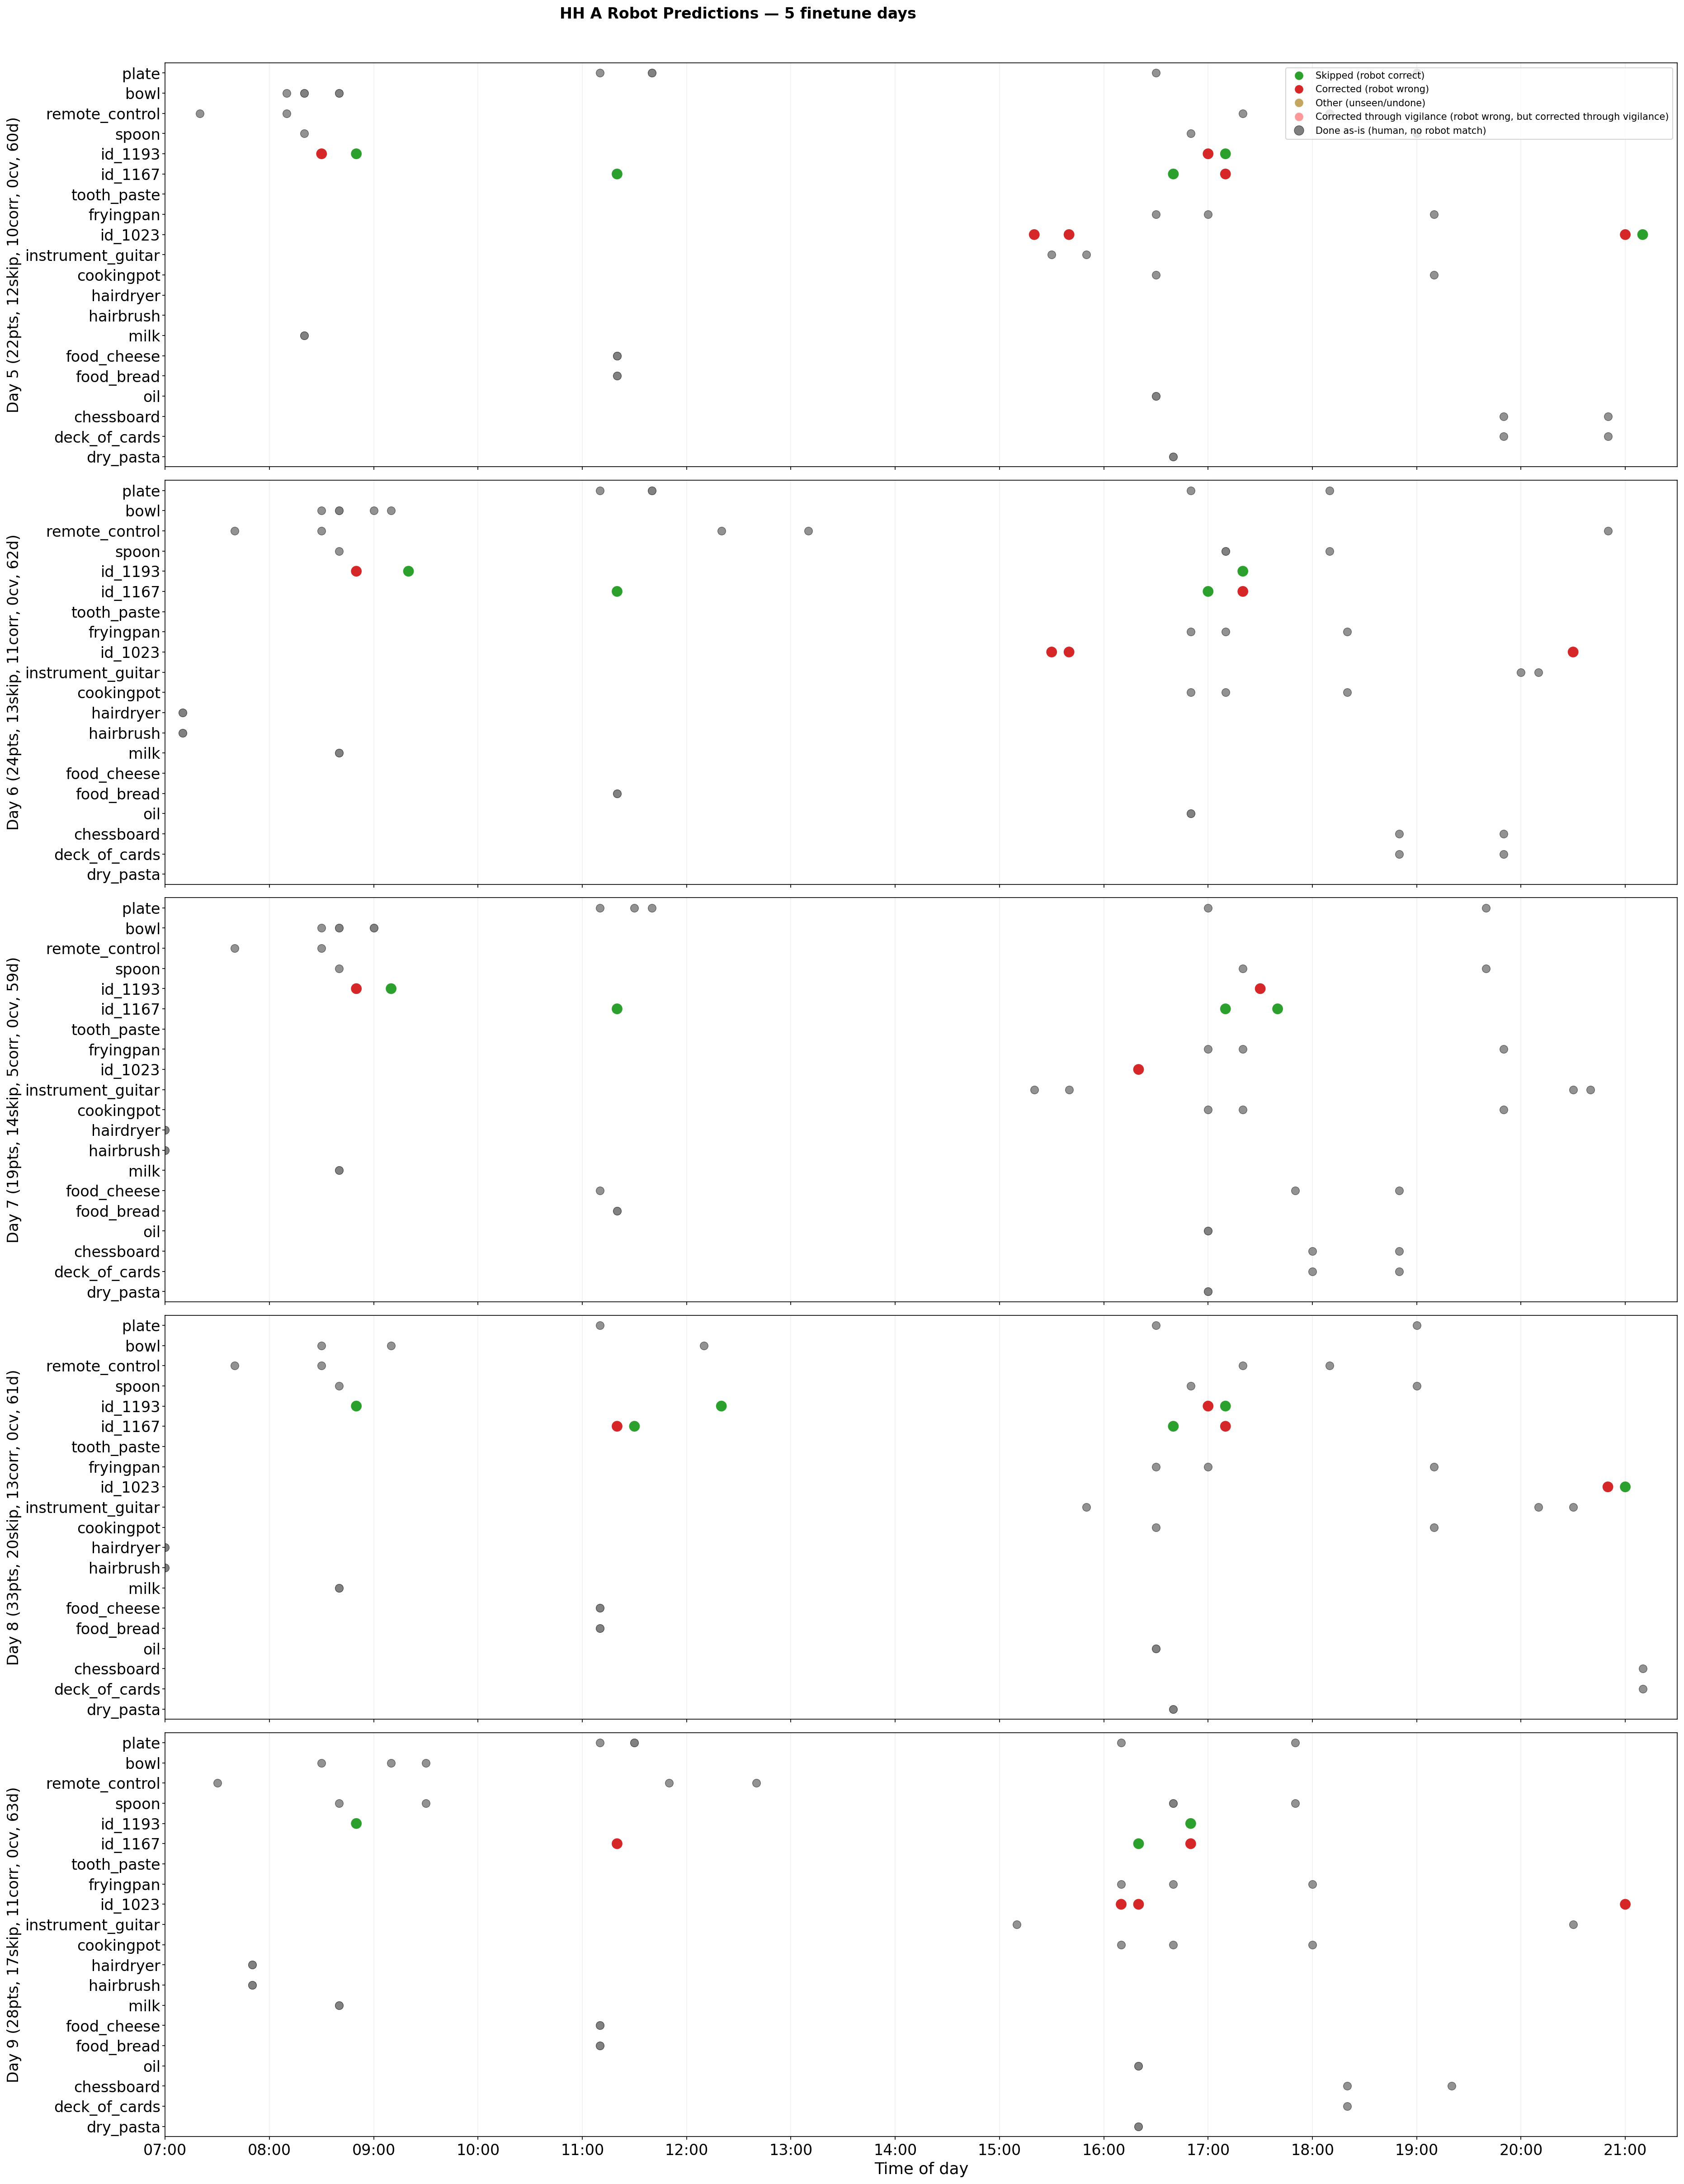 HH A Robot Predictions — 5 finetune days
Skipped (robot correct)
Corrected (robot wrong)
Other (unseen/undone)
Corrected through vigilance (robot wrong, but corrected through vigilance)
Done as-is (human, no robot match)
Day 5 (22pts, 12skip, 10corr, 0cv, 60d)
plate
bowl
remote_control
spoon
id_1193
id_1167
tooth_paste
fryingpan
id_1023
instrument_guitar
cookingpot
hairdryer
hairbrush
milk
food_cheese
food_bread
oil
chessboard
deck_of_cards
dry_pasta
Day 6 (24pts, 13skip, 11corr, 0cv, 62d)
plate
bowl
remote_control
spoon
id_1193
id_1167
tooth_paste
fryingpan
id_1023
instrument_guitar
cookingpot
hairdryer
hairbrush
milk
food_cheese
food_bread
oil
chessboard
deck_of_cards
dry_pasta
Day 7 (19pts, 14skip, 5corr, 0cv, 59d)
plate
bowl
remote_control
spoon
id_1193
id_1167
tooth_paste
fryingpan
id_1023
instrument_guitar
cookingpot
hairdryer
hairbrush
milk
food_cheese
food_bread
oil
chessboard
deck_of_cards
dry_pasta
Day 8 (33pts, 20skip, 13corr, 0cv, 61d)
plate
bowl
remote_control
spoon
id_1193
id_1167
tooth_paste
fryingpan
id_1023
instrument_guitar
cookingpot
hairdryer
hairbrush
milk
food_cheese
food_bread
oil
chessboard
deck_of_cards
dry_pasta
Day 9 (28pts, 17skip, 11corr, 0cv, 63d)
plate
bowl
remote_control
spoon
id_1193
id_1167
tooth_paste
fryingpan
id_1023
instrument_guitar
cookingpot
hairdryer
hairbrush
milk
food_cheese
food_bread
oil
chessboard
deck_of_cards
dry_pasta
07:00 08:00 09:00 10:00 11:00 12:00 13:00 14:00 15:00 16:00 17:00 18:00 19:00 20:00 21:00
Time of day